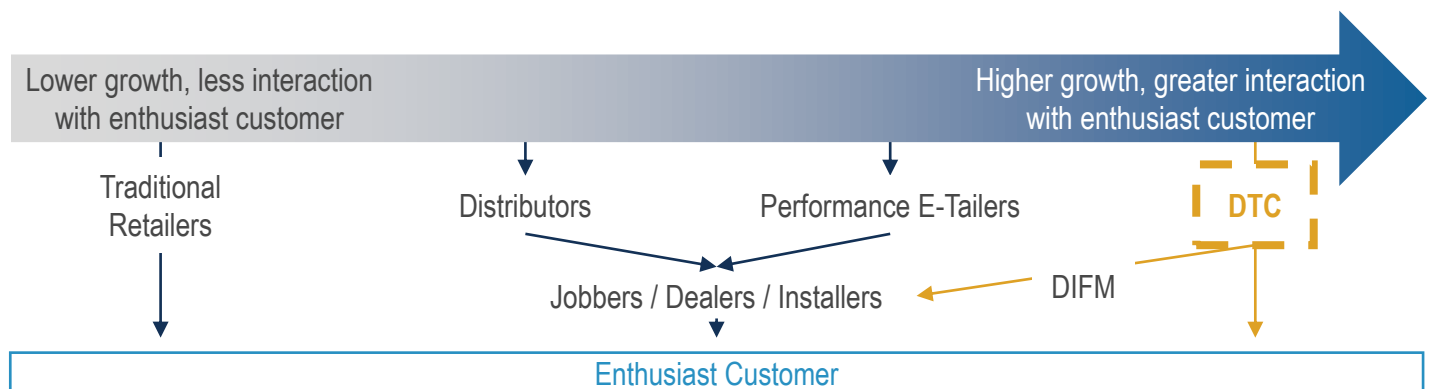 Lower growth, less interaction
with enthusiast customer
Higher growth, greater interaction
with enthusiast customer
Traditional
Retailers
Distributors
Performance E-Tailers
DTC
Jobbers / Dealers / Installers
DIFM
Enthusiast Customer